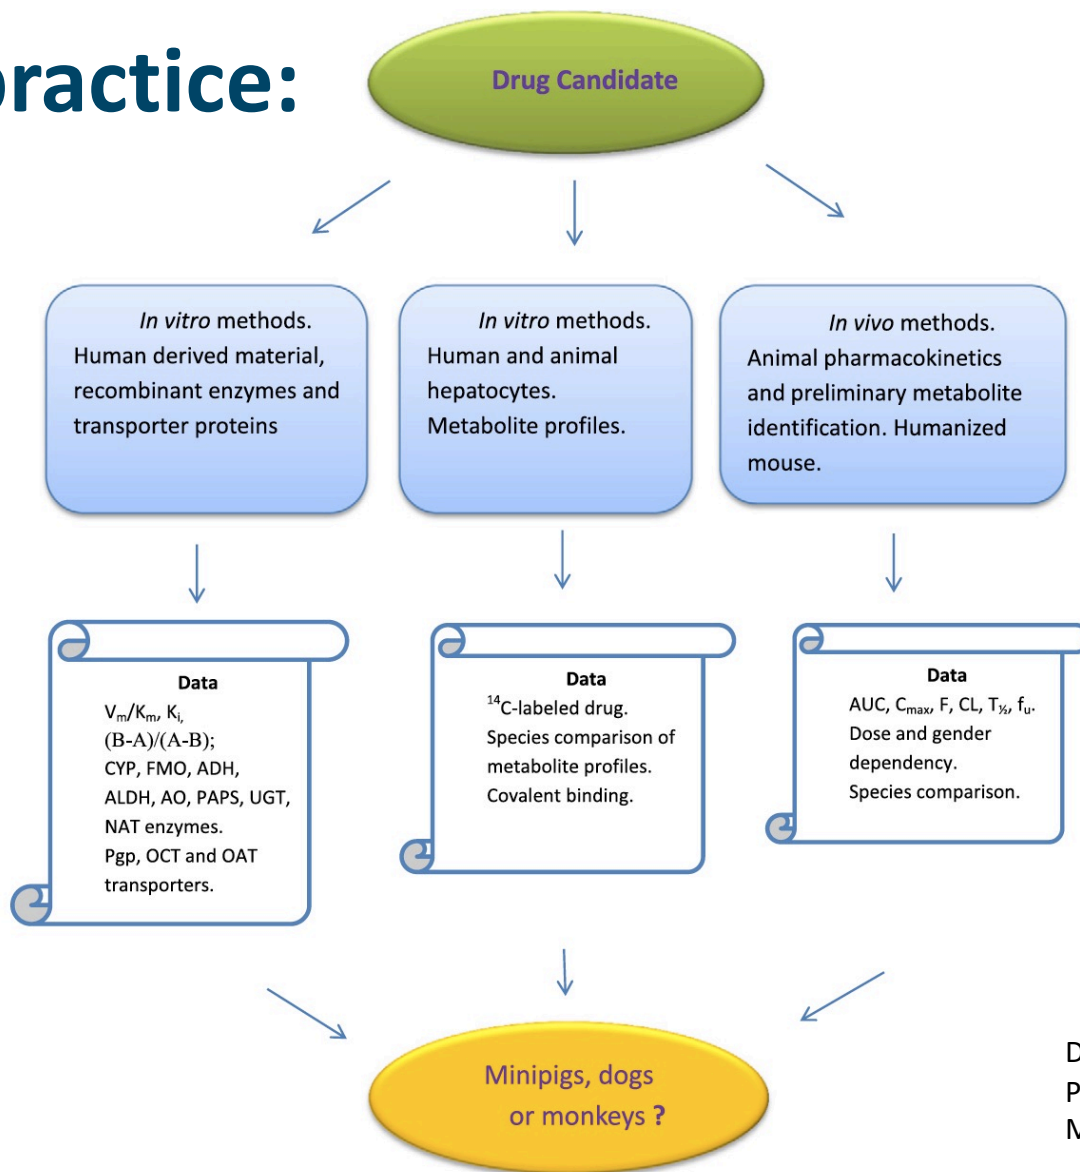 practice:
Drug Candidate
In vitro methods.
Human derived material,
recombinant enzymes and
transporter proteins
In vitro methods.
Human and animal
hepatocytes.
Metabolite profiles.
In vivo methods.
Animal pharmacokinetics
and preliminary metabolite
identification. Humanized
mouse.
Data
Vm/Km, Ki,
(B-A)/(A-B);
CYP, FMO, ADH,
ALDH, AO, PAPS, UGT,
NAT enzymes.
Pgp, OCT and OAT
transporters.
Data
¹⁴C-labeled drug.
Species comparison of
metabolite profiles.
Covalent binding.
Data
AUC, Cmax, F, CL, T½, fu.
Dose and gender
dependency.
Species comparison.
Minipigs, dogs
or monkeys ?
D
P
M